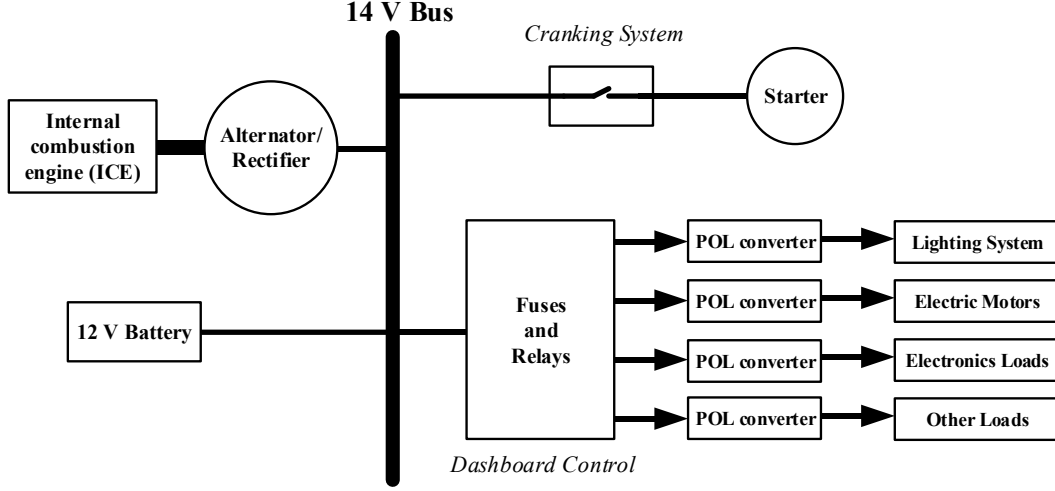 14 V Bus
Cranking System
Starter
Internal
combustion
engine (ICE)
Alternator/
Rectifier
12 V Battery
Fuses
and
Relays
Dashboard Control
POL converter
Lighting System
POL converter
Electric Motors
POL converter
Electronics Loads
POL converter
Other Loads